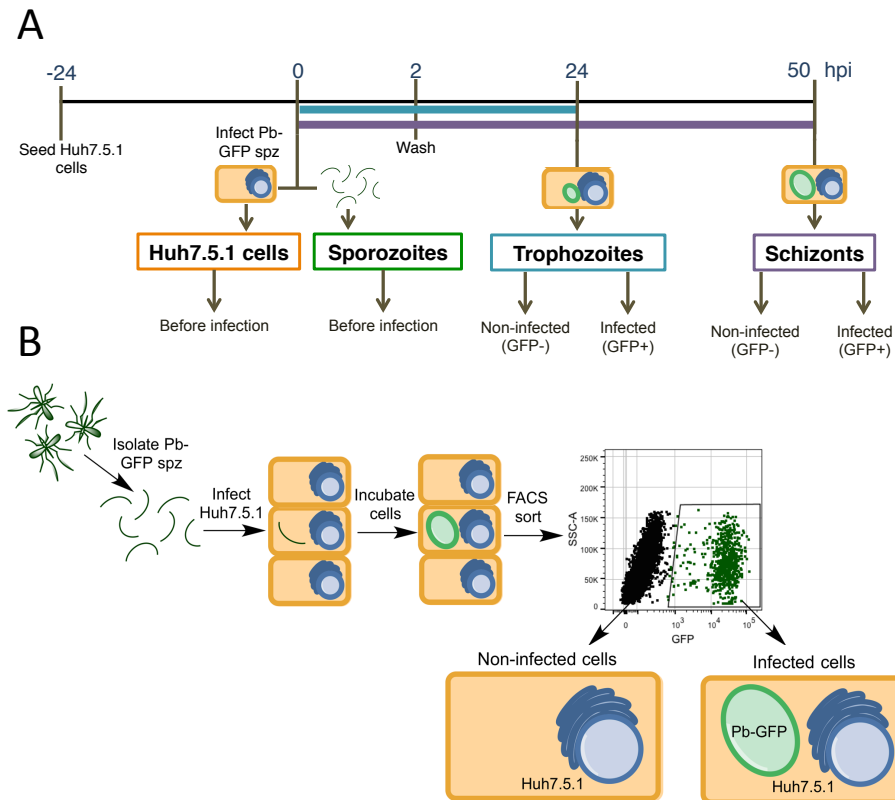 A
-24
0
2
24
50 hpi
Seed Huh7.5.1
cells
Infect Pb-
GFP spz
Wash
Huh7.5.1 cells
Sporozoites
Trophozoites
Schizonts
Before infection
Before infection
Non-infected
(GFP-)
Infected
(GFP+)
Non-infected
(GFP-)
Infected
(GFP+)
B
Isolate Pb-
GFP spz
Infect
Huh7.5.1
Incubate
cells
FACS
sort
SSC-A
250K
200K
150K
100K
50K
0
0
10³
10⁴
10⁵
GFP
Non-infected cells
Huh7.5.1
Infected cells
Pb-GFP
Huh7.5.1